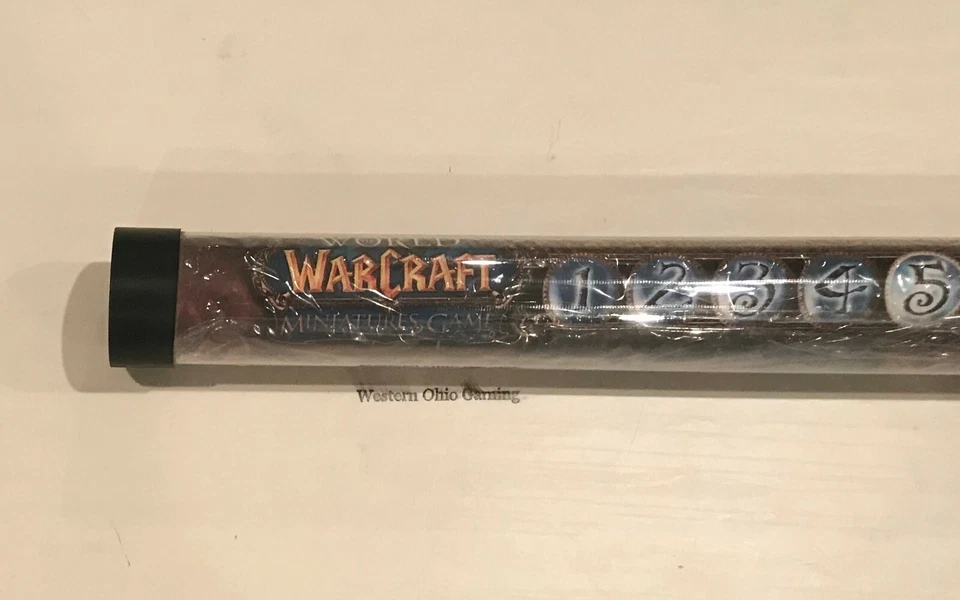 WORLD
WARCRAFT
MINIATURES GAME
1 2 3 4 5
Western Ohio Gaming